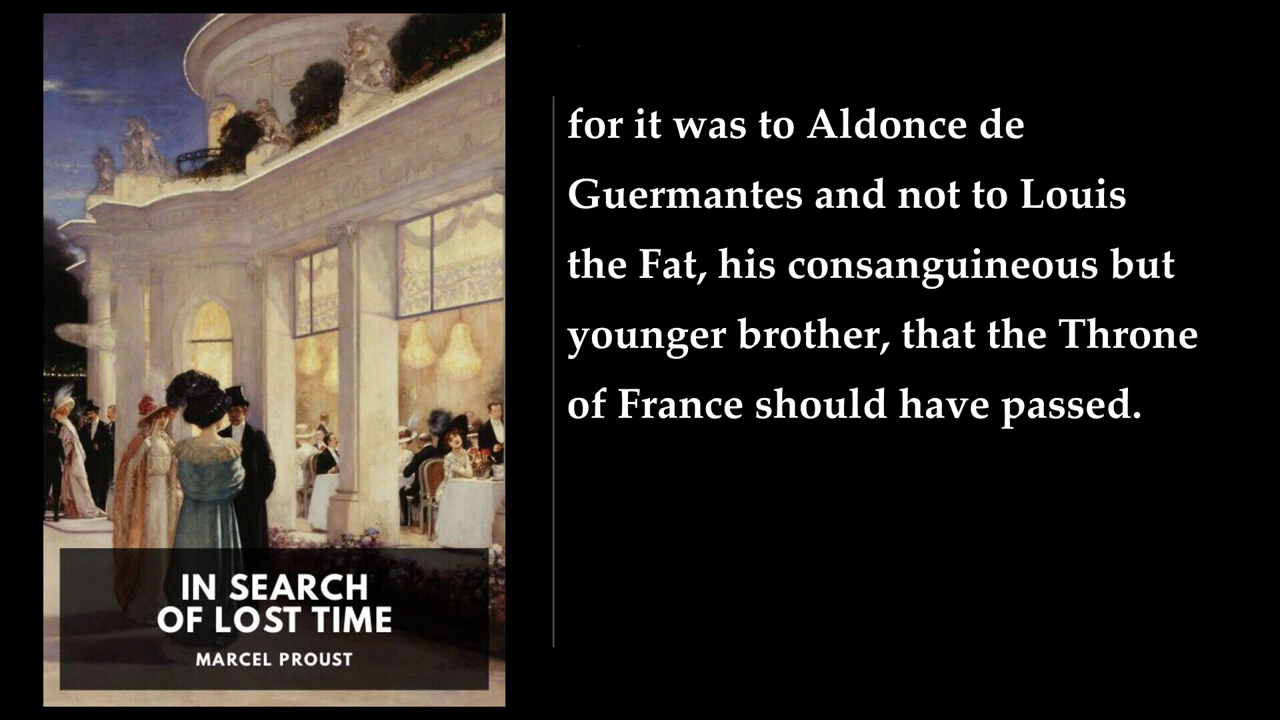 for it was to Aldonce de
Guermantes and not to Louis
the Fat, his consanguineous but
younger brother, that the Throne
of France should have passed.
IN SEARCH
OF LOST TIME
MARCEL PROUST